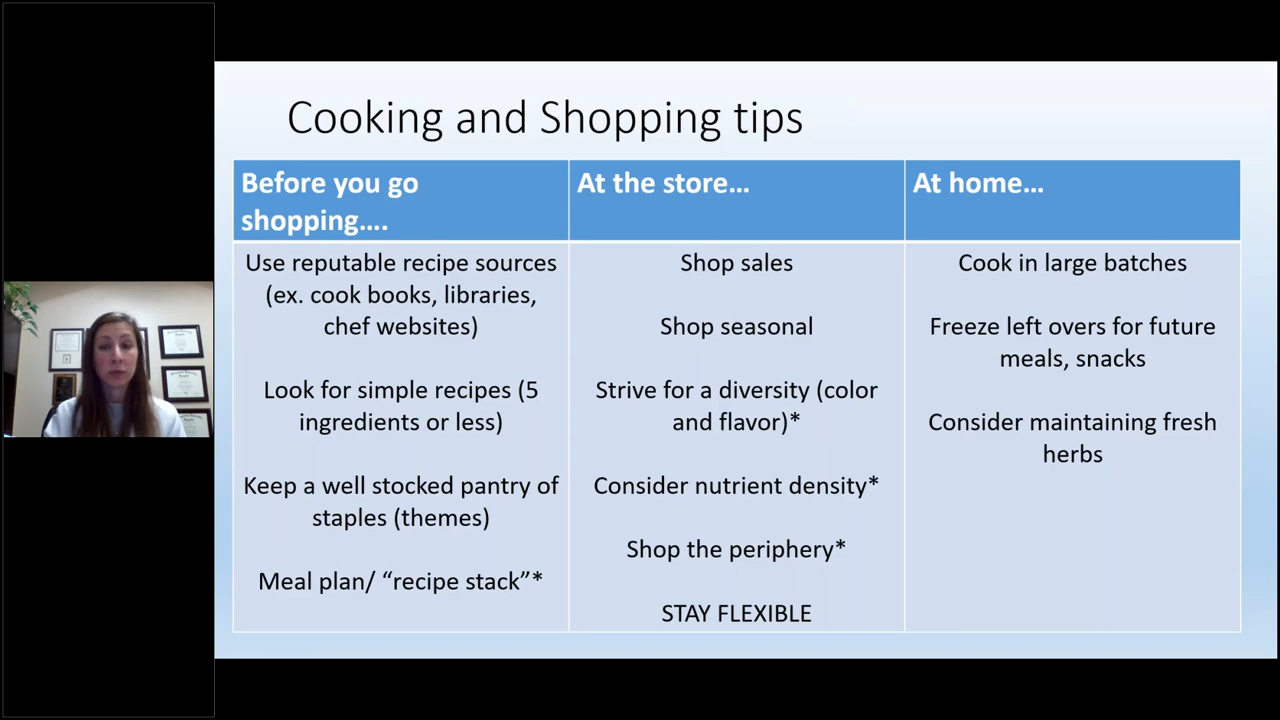 Cooking and Shopping tips
Before you go
shopping….
At the store…
At home…
Use reputable recipe sources
(ex. cook books, libraries,
chef websites)
Look for simple recipes (5
ingredients or less)
Keep a well stocked pantry of
staples (themes)
Meal plan/ “recipe stack”*
Shop sales
Shop seasonal
Strive for a diversity (color
and flavor)*
Consider nutrient density*
Shop the periphery*
STAY FLEXIBLE
Cook in large batches
Freeze left overs for future
meals, snacks
Consider maintaining fresh
herbs